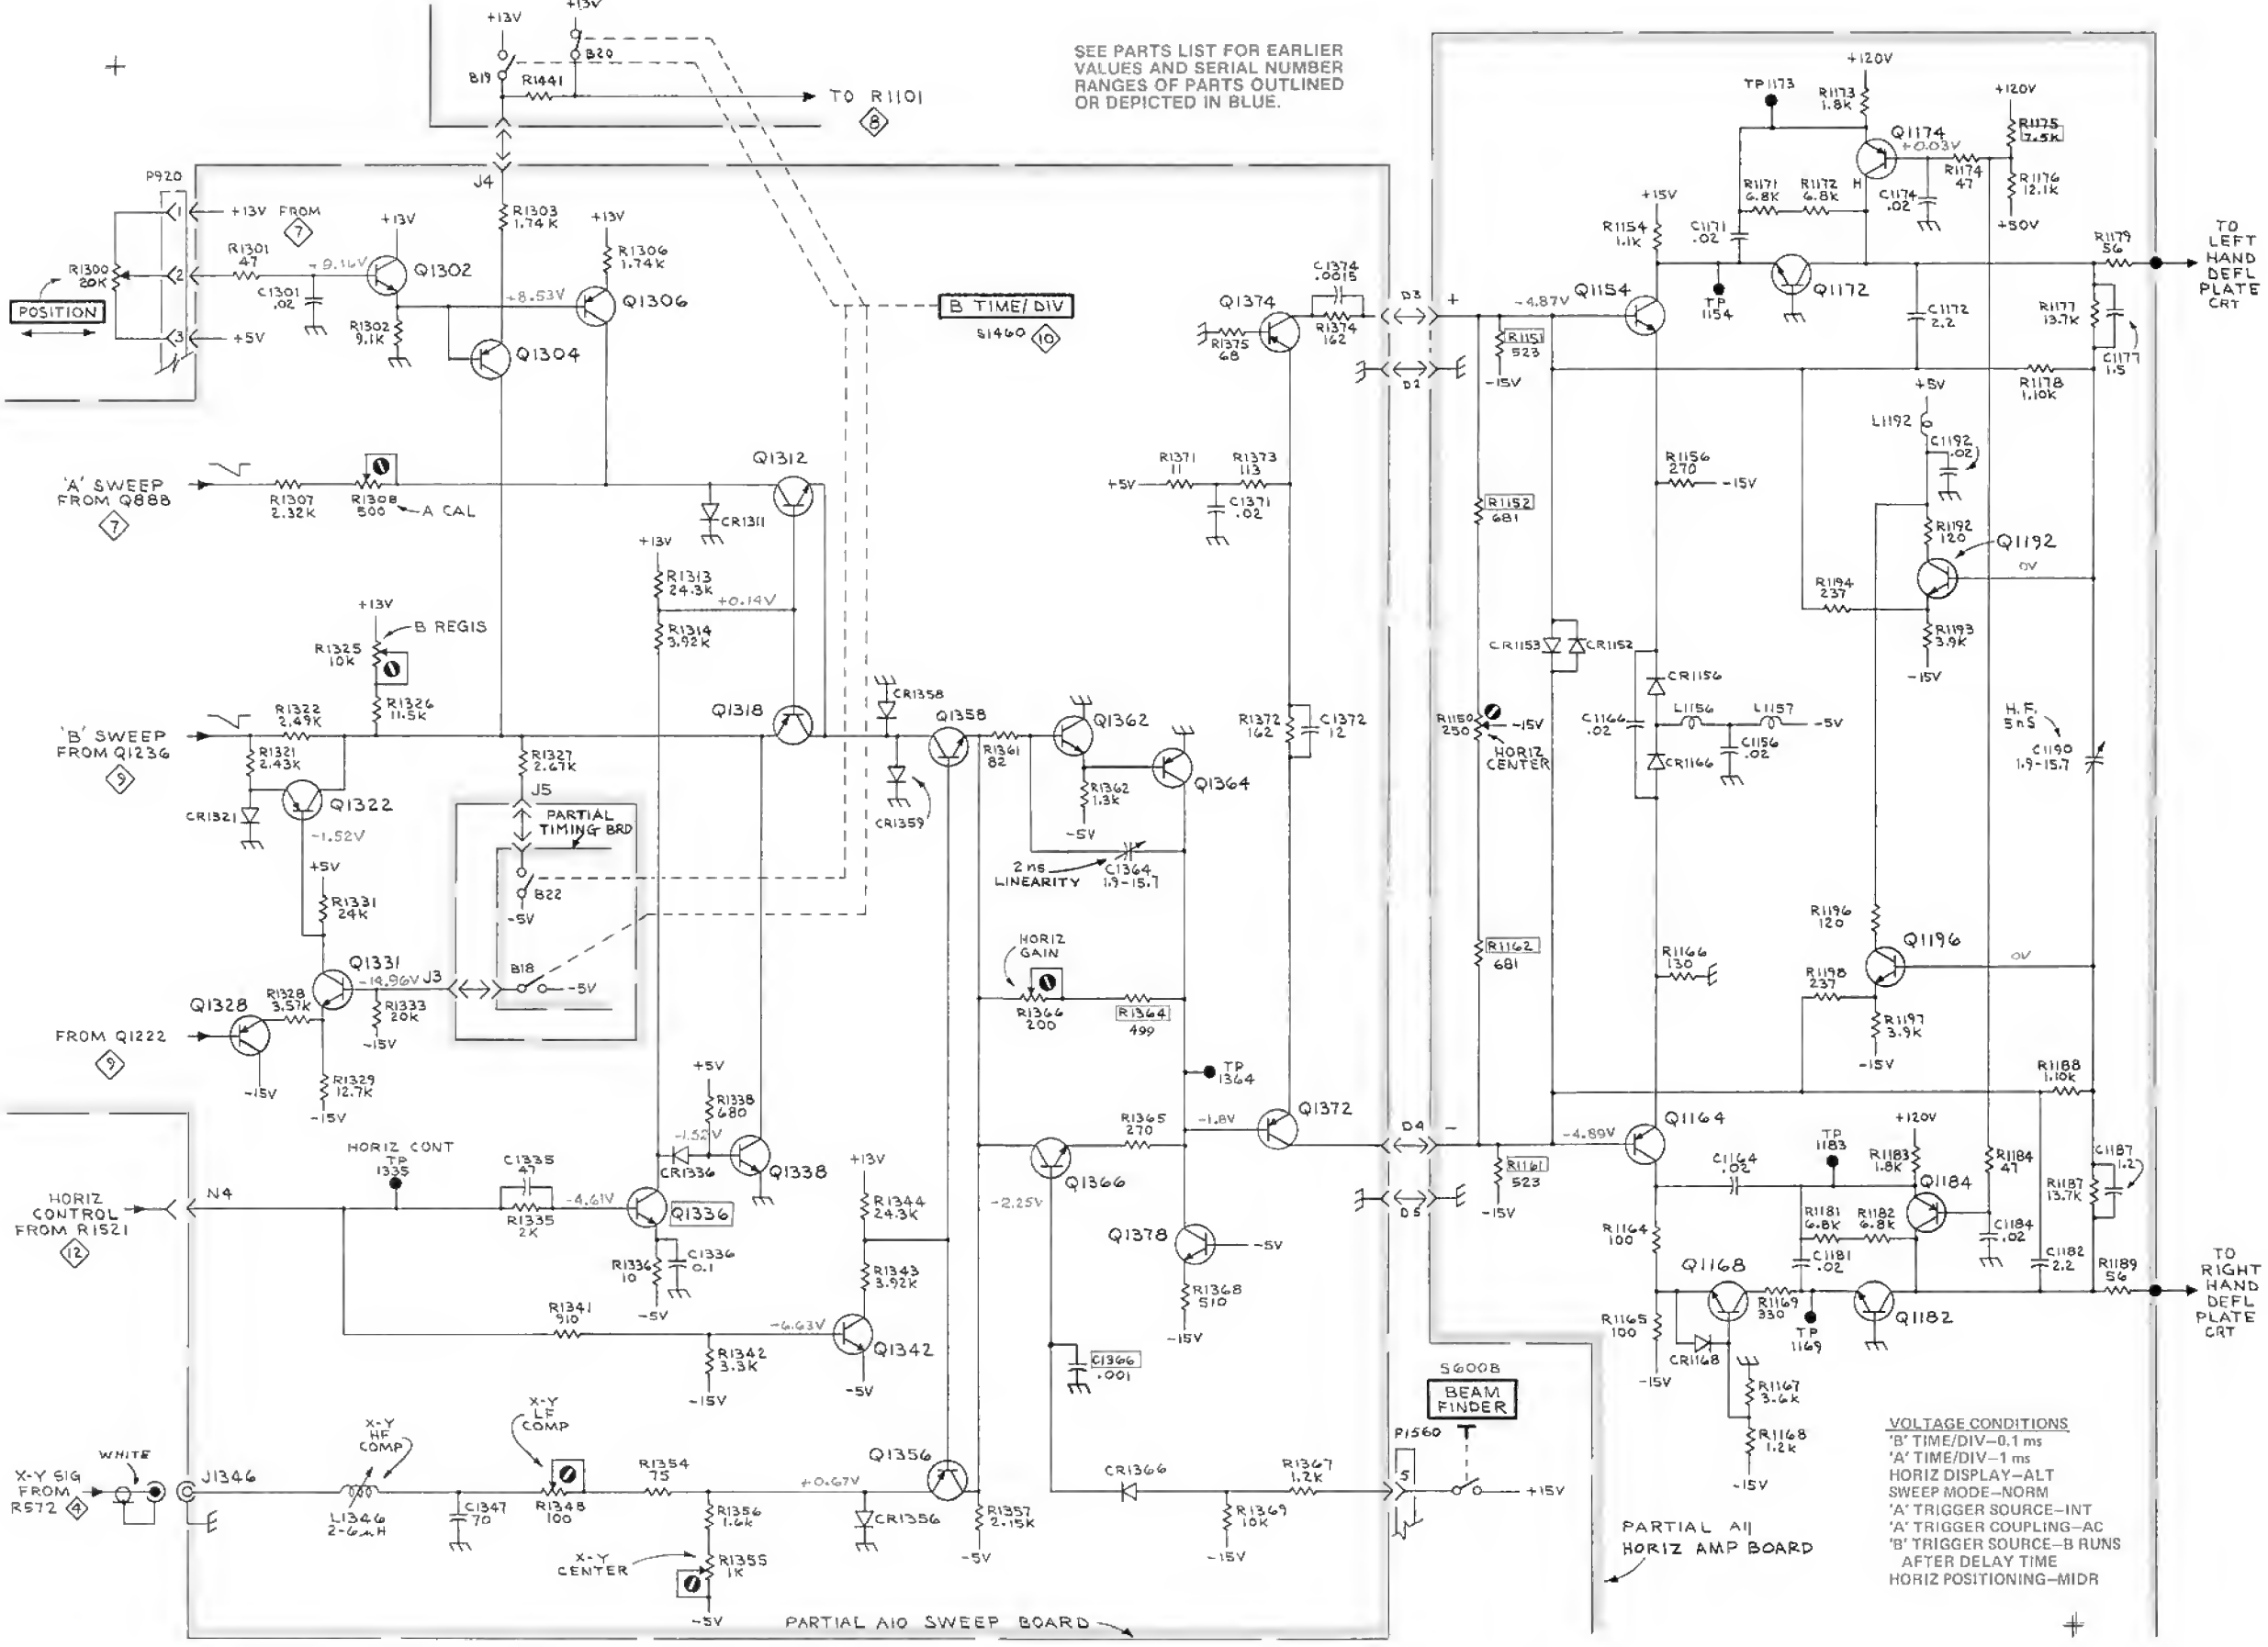 +13V
+13V
B19
B20
R1441
TO R1101
8
SEE PARTS LIST FOR EARLIER
VALUES AND SERIAL NUMBER
RANGES OF PARTS OUTLINED
OR DEPICTED IN BLUE.
P920
J4
1
+13V FROM
7
R1300
20K
POSITION
2
R1301
47
+9.16V
C1301
.02
3
+5V
+13V
Q1302
R1302
9.1K
R1303
1.74K
+8.53V
Q1304
+13V
R1306
1.74K
Q1306
B TIME/DIV
S1460
10
'A' SWEEP
FROM Q888
7
R1307
2.32K
R1308
500
A CAL
CR1311
Q1312
+13V
R1313
24.3K
+0.14V
R1314
3.92K
+13V
B REGIS
R1325
10K
R1326
11.5K
'B' SWEEP
FROM Q1236
9
R1322
2.49K
R1321
2.43K
CR1321
Q1322
-1.52V
R1327
2.67K
J5
PARTIAL
TIMING BRD
B22
-5V
B18
-5V
J3
Q1318
+5V
R1331
24K
Q1331
-14.96V
R1333
20K
-15V
Q1328
R1328
3.57K
FROM Q1222
9
-15V
R1329
12.7K
-15V
+5V
R1338
680
-1.52V
CR1336
Q1338
HORIZ CONT
TP
1335
C1335
47
R1335
2K
-4.61V
Q1336
R1336
10
C1336
0.1
-5V
HORIZ
CONTROL
FROM R1521
12
N4
R1341
910
R1342
3.3K
-15V
-6.63V
Q1342
-5V
+13V
R1344
24.3K
R1343
3.92K
X-Y SIG
FROM
R572
4
WHITE
J1346
X-Y
HF
COMP
L1346
2-6µH
C1347
70
X-Y
LF
COMP
R1348
100
R1354
75
R1356
1.6K
X-Y
CENTER
R1355
1K
-5V
+0.67V
CR1356
Q1356
R1357
2.15K
-5V
PARTIAL A10 SWEEP BOARD
CR1358
CR1359
Q1358
R1361
82
Q1362
R1362
1.3K
-5V
Q1364
2 ns
LINEARITY
C1364
1.9-15.7
HORIZ
GAIN
R1366
200
R1364
499
TP
1364
R1365
270
-1.8V
Q1366
-2.25V
C1366
.001
Q1378
-5V
R1368
510
-15V
CR1366
R1367
1.2K
R1369
10K
-15V
P1560
5
S600B
BEAM
FINDER
+15V
Q1374
R1375
68
C1374
.0015
R1374
162
+5V
R1371
11
R1373
113
C1371
.02
R1372
162
C1372
12
Q1372
D3
+
D2
D4
-
D5
-4.87V
R1151
523
-15V
R1152
681
R1150
250
-15V
HORIZ
CENTER
R1162
681
-4.89V
R1161
523
-15V
CR1153
CR1152
Q1154
+15V
R1154
1.1K
TP
1154
C1171
.02
TP1173
R1171
6.8K
R1172
6.8K
+120V
R1173
1.8K
Q1174
+0.03V
H
C1174
.02
R1174
47
+120V
R1175
7.5K
R1176
12.1K
+50V
Q1172
C1172
2.2
R1179
56
TO
LEFT
HAND
DEFL
PLATE
CRT
R1177
13.7K
C1177
1.5
R1178
1.10K
R1156
270
-15V
+5V
L1192
C1192
.02
R1192
120
Q1192
0V
R1194
237
R1193
3.9K
-15V
CR1156
L1156
L1157
-5V
C1156
.02
C1166
.02
CR1166
H.F.
5nS
C1190
1.9-15.7
R1196
120
Q1196
0V
R1198
237
R1197
3.9K
-15V
R1166
130
R1188
1.10K
Q1164
C1164
.02
TP
1183
+120V
R1183
1.8K
Q1184
R1184
47
C1184
.02
R1181
6.8K
R1182
6.8K
C1181
.02
C1187
1.2
R1187
13.7K
C1182
2.2
R1189
56
TO
RIGHT
HAND
DEFL
PLATE
CRT
R1164
100
R1165
100
-15V
Q1168
CR1168
R1169
330
TP
1169
Q1182
R1167
3.6K
R1168
1.2K
-15V
PARTIAL A11
HORIZ AMP BOARD
VOLTAGE CONDITIONS
'B' TIME/DIV—0.1 ms
'A' TIME/DIV—1 ms
HORIZ DISPLAY—ALT
SWEEP MODE—NORM
'A' TRIGGER SOURCE—INT
'A' TRIGGER COUPLING—AC
'B' TRIGGER SOURCE—B RUNS
AFTER DELAY TIME
HORIZ POSITIONING—MIDR